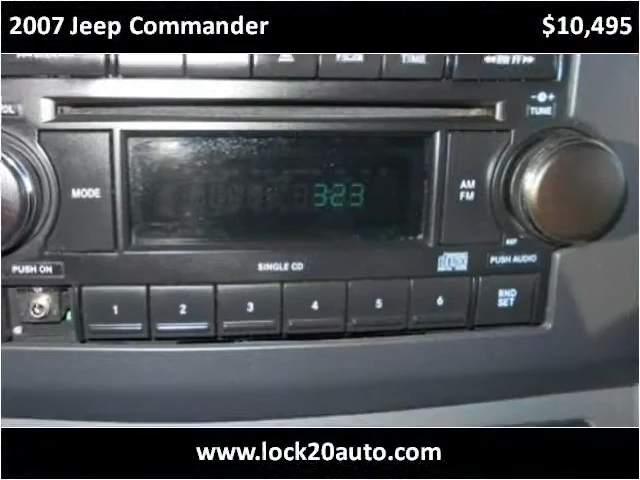 2007 Jeep Commander $10,495
TIME
TUNE
MODE
3:23
AM
FM
PUSH ON
SINGLE CD
PUSH AUDIO
1 2 3 4 5 6
RND
SET
www.lock20auto.com